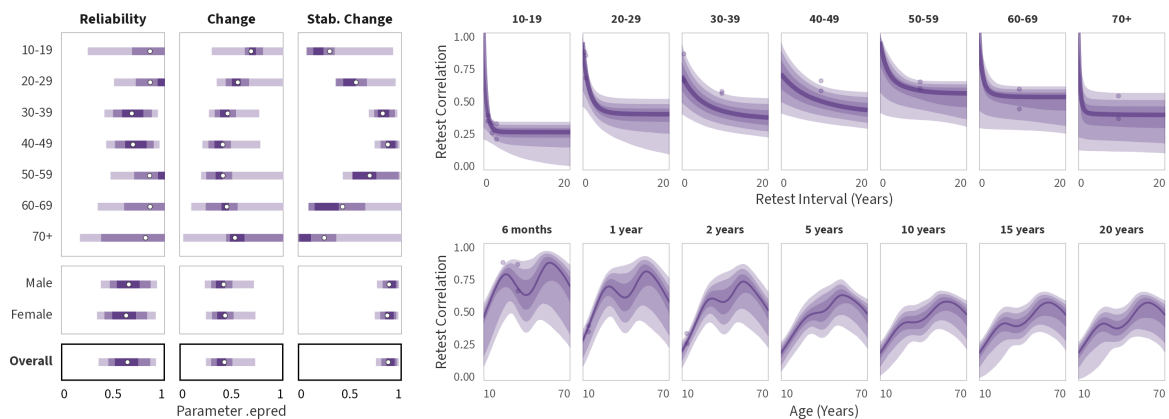 Reliability
Change
Stab. Change
10-19
20-29
30-39
40-49
50-59
60-69
70+
Male
Female
Overall
0 0.5 1
0 0.5 1
0 0.5 1
Parameter .epred
10-19
20-29
30-39
40-49
50-59
60-69
70+
Retest Correlation
1.00
0.75
0.50
0.25
0.00
0 20
0 20
0 20
0 20
0 20
0 20
0 20
Retest Interval (Years)
6 months
1 year
2 years
5 years
10 years
15 years
20 years
Retest Correlation
1.00
0.75
0.50
0.25
0.00
10 70
10 70
10 70
10 70
10 70
10 70
10 70
Age (Years)